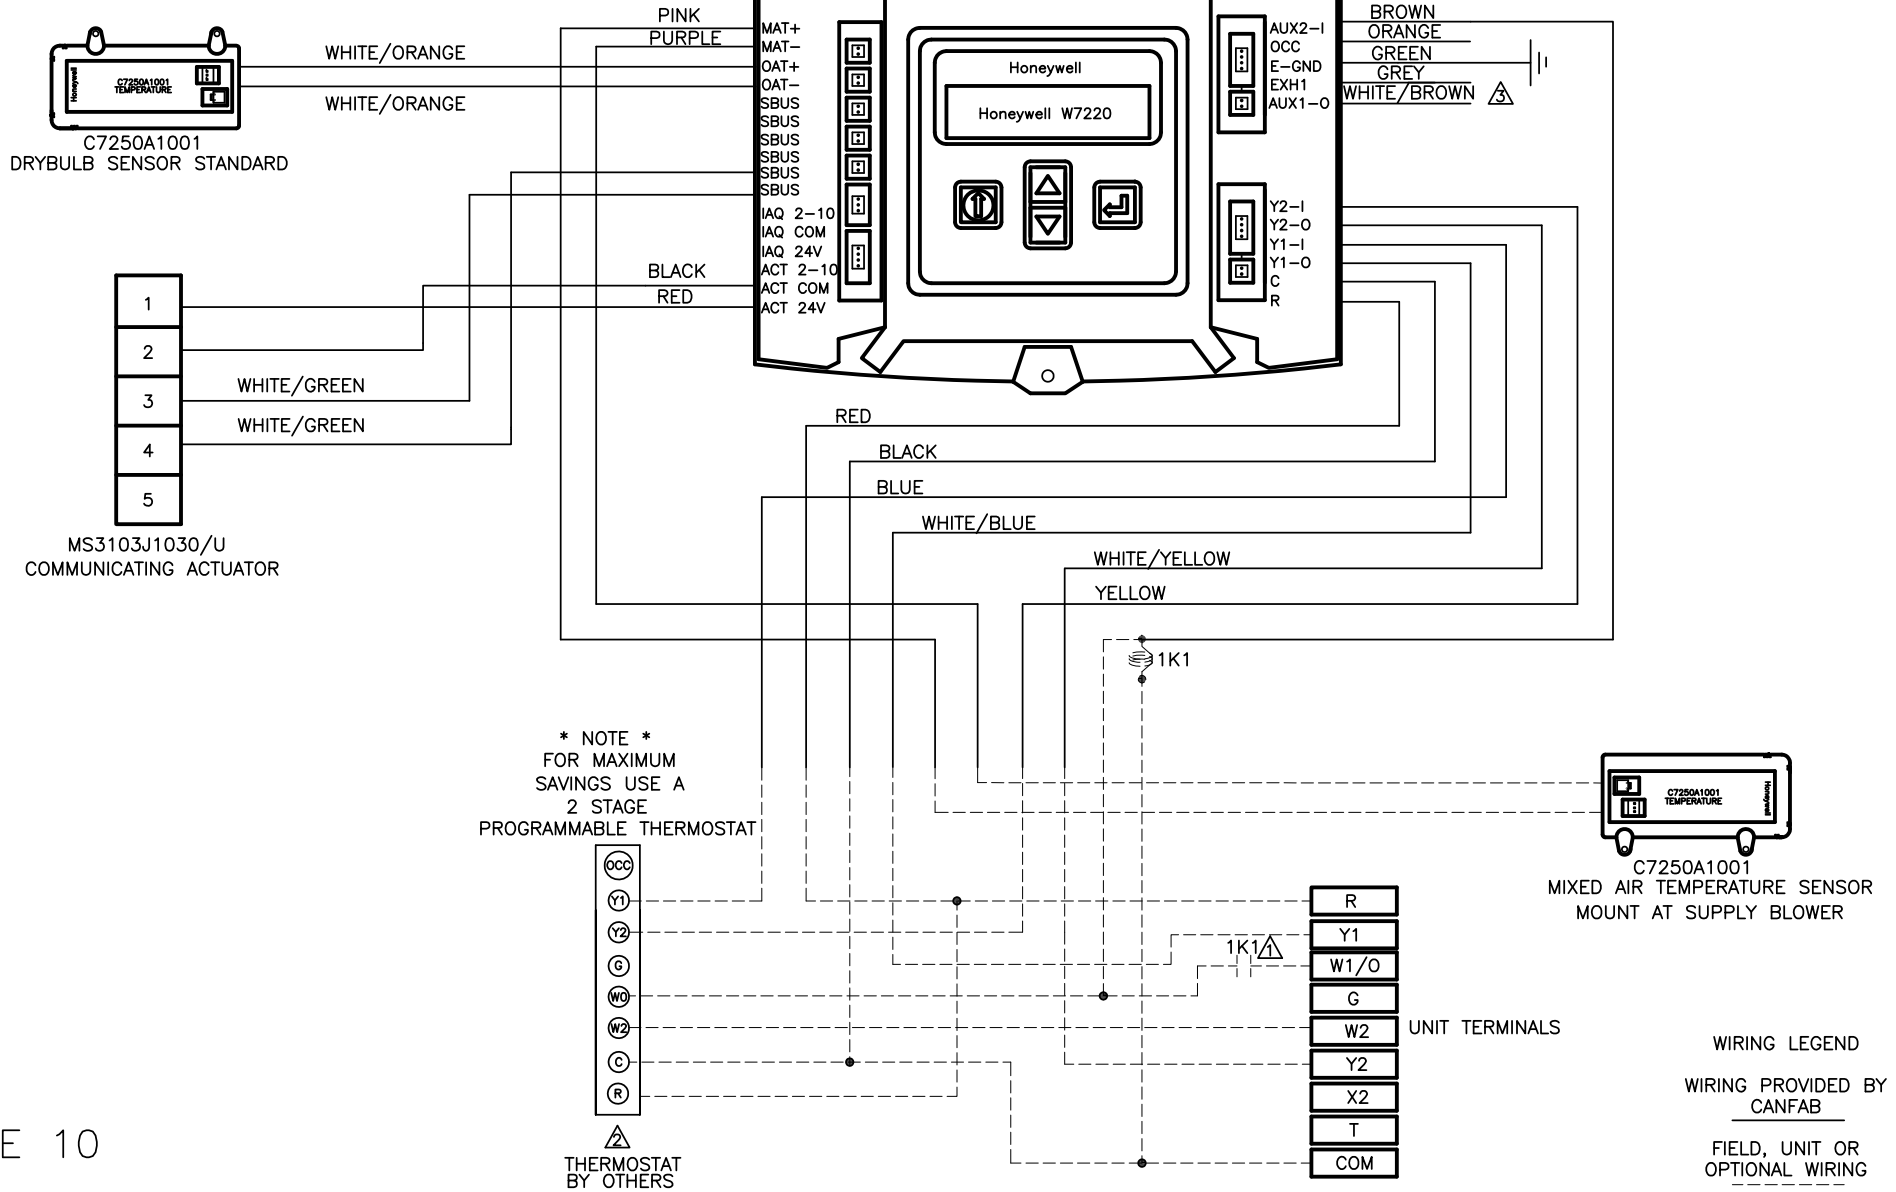 PINK
PURPLE
WHITE/ORANGE
WHITE/ORANGE
Honeywell
C7250A1001
TEMPERATURE
C7250A1001
DRYBULB SENSOR STANDARD
MAT+
MAT-
OAT+
OAT-
SBUS
SBUS
SBUS
SBUS
SBUS
SBUS
IAQ 2-10
IAQ COM
IAQ 24V
ACT 2-10
ACT COM
ACT 24V
Honeywell
Honeywell W7220
AUX2-I
OCC
E-GND
EXH1
AUX1-O
BROWN
ORANGE
GREEN
GREY
WHITE/BROWN
3
Y2-I
Y2-O
Y1-I
Y1-O
C
R
BLACK
RED
1
2
3
4
5
WHITE/GREEN
WHITE/GREEN
MS3103J1030/U
COMMUNICATING ACTUATOR
RED
BLACK
BLUE
WHITE/BLUE
WHITE/YELLOW
YELLOW
1K1
* NOTE *
FOR MAXIMUM
SAVINGS USE A
2 STAGE
PROGRAMMABLE THERMOSTAT
OCC
Y1
Y2
G
WO
W2
C
R
2
THERMOSTAT
BY OTHERS
C7250A1001
TEMPERATURE
Honeywell
C7250A1001
MIXED AIR TEMPERATURE SENSOR
MOUNT AT SUPPLY BLOWER
1K1
1
R
Y1
W1/O
G
W2
Y2
X2
T
COM
UNIT TERMINALS
WIRING LEGEND
WIRING PROVIDED BY
CANFAB
FIELD, UNIT OR
OPTIONAL WIRING
E 10